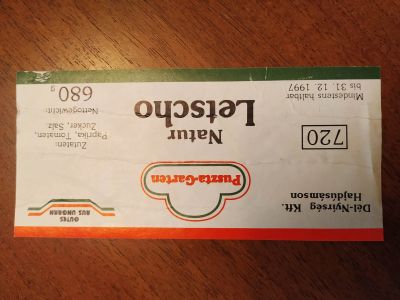 Dél-Nyírség Kft.
Hajdúsámson
Puszta-Garten
GUTES
AUS UNGARN
720
Natur
Letscho
Zutaten:
Paprika, Tomaten,
Zucker, Salz.
Mindestens haltbar
bis 31. 12. 1997
Nettogewicht:
680 g